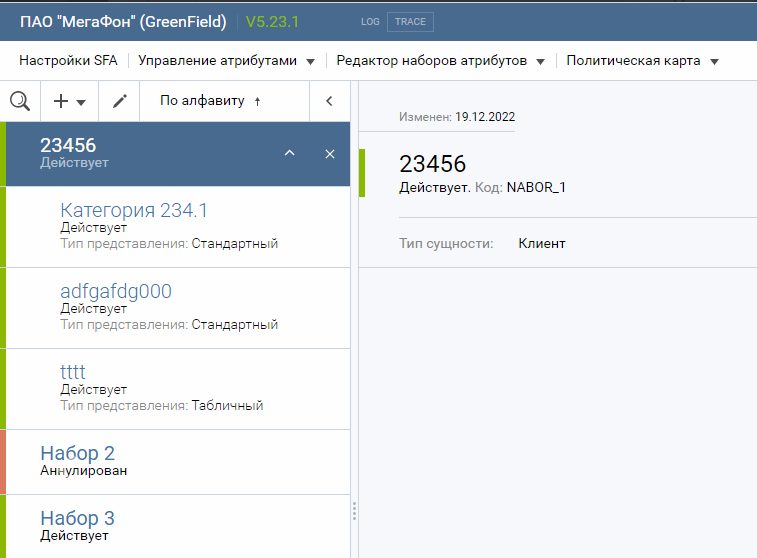 ПАО "МегаФон" (GreenField) V5.23.1 LOG TRACE
Настройки SFA Управление атрибутами Редактор наборов атрибутов Политическая карта
По алфавиту
23456
Действует
Категория 234.1
Действует
Тип представления: Стандартный
adfgafdg000
Действует
Тип представления: Стандартный
tttt
Действует
Тип представления: Табличный
Набор 2
Аннулирован
Набор 3
Действует
Изменен: 19.12.2022
23456
Действует. Код: NABOR_1
Тип сущности: Клиент